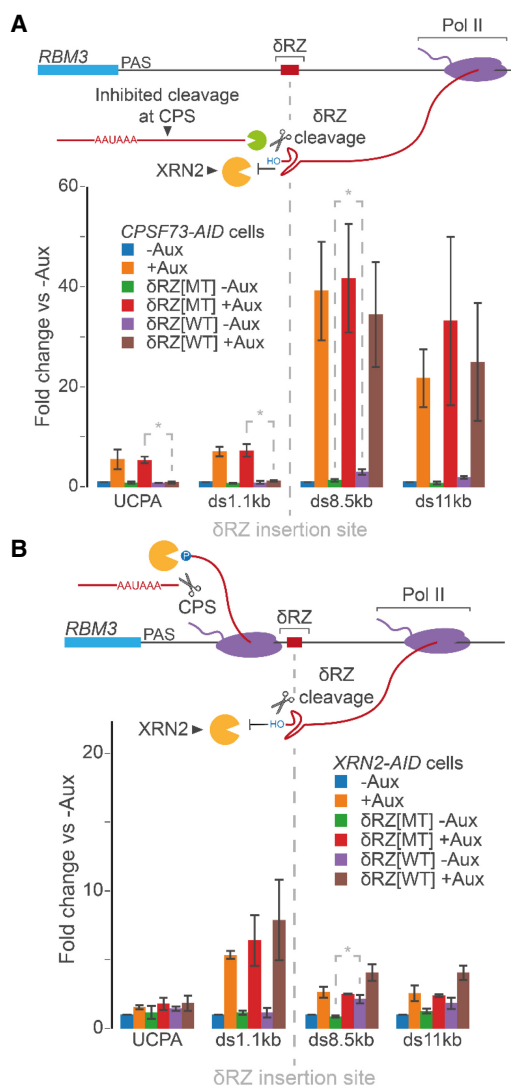 A
RBM3
PAS
δRZ
Pol II
Inhibited cleavage
at CPS
AAUAAA
δRZ
cleavage
HO
XRN2
Fold change vs -Aux
60
40
20
0
CPSF73-AID cells
-Aux
+Aux
δRZ[MT] -Aux
δRZ[MT] +Aux
δRZ[WT] -Aux
δRZ[WT] +Aux
*
*
*
UCPA
ds1.1kb
ds8.5kb
ds11kb
δRZ insertion site
B
P
AAUAAA
CPS
RBM3
PAS
δRZ
Pol II
δRZ
cleavage
XRN2
HO
Fold change vs -Aux
20
10
0
XRN2-AID cells
-Aux
+Aux
δRZ[MT] -Aux
δRZ[MT] +Aux
δRZ[WT] -Aux
δRZ[WT] +Aux
*
UCPA
ds1.1kb
ds8.5kb
ds11kb
δRZ insertion site